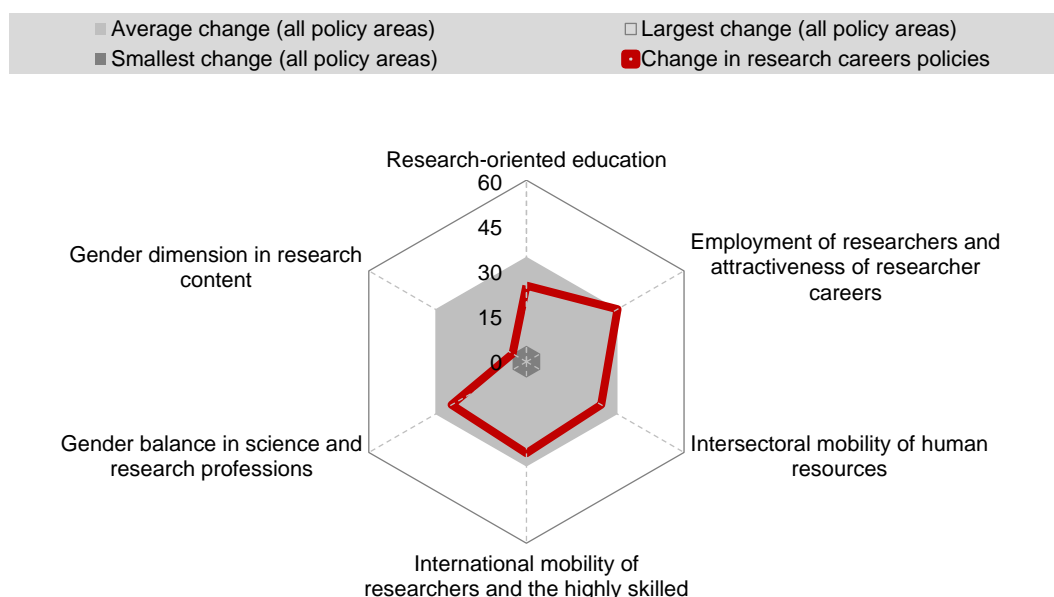 Average change (all policy areas)
Largest change (all policy areas)
Smallest change (all policy areas)
Change in research careers policies
Research-oriented education
60
45
30
15
0
Employment of researchers and
attractiveness of researcher
careers
Intersectoral mobility of human
resources
International mobility of
researchers and the highly skilled
Gender balance in science and
research professions
Gender dimension in research
content